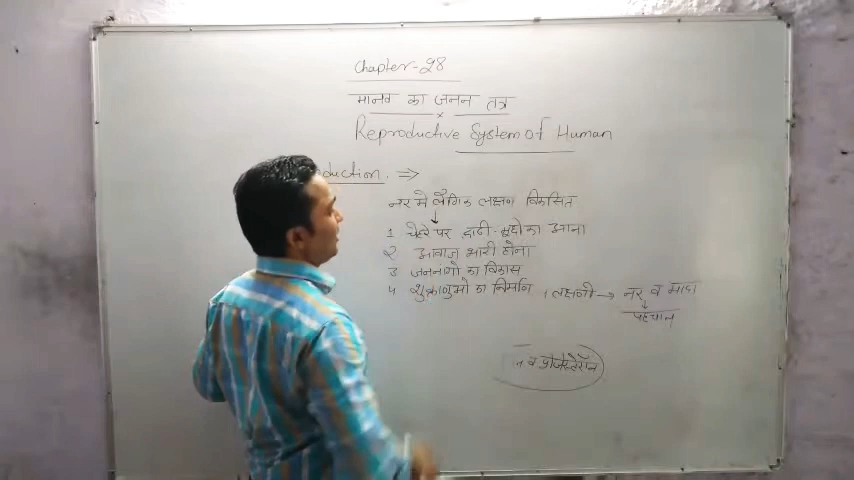 Chapter-28
मानव का जनन तंत्र
x
Reproductive System of Human
duction. ⇒
नर मे लैंगिक लक्षण विकसित
↓
1 चेहरे पर दाढी-मूछो का आना
2 आवाज भारी होना
3 जननांगो का विकास
4 शुक्राणुओं का निर्माण , लक्षणो → नर व मादा
↓
पहचान
व प्रोजेस्टेरॉन